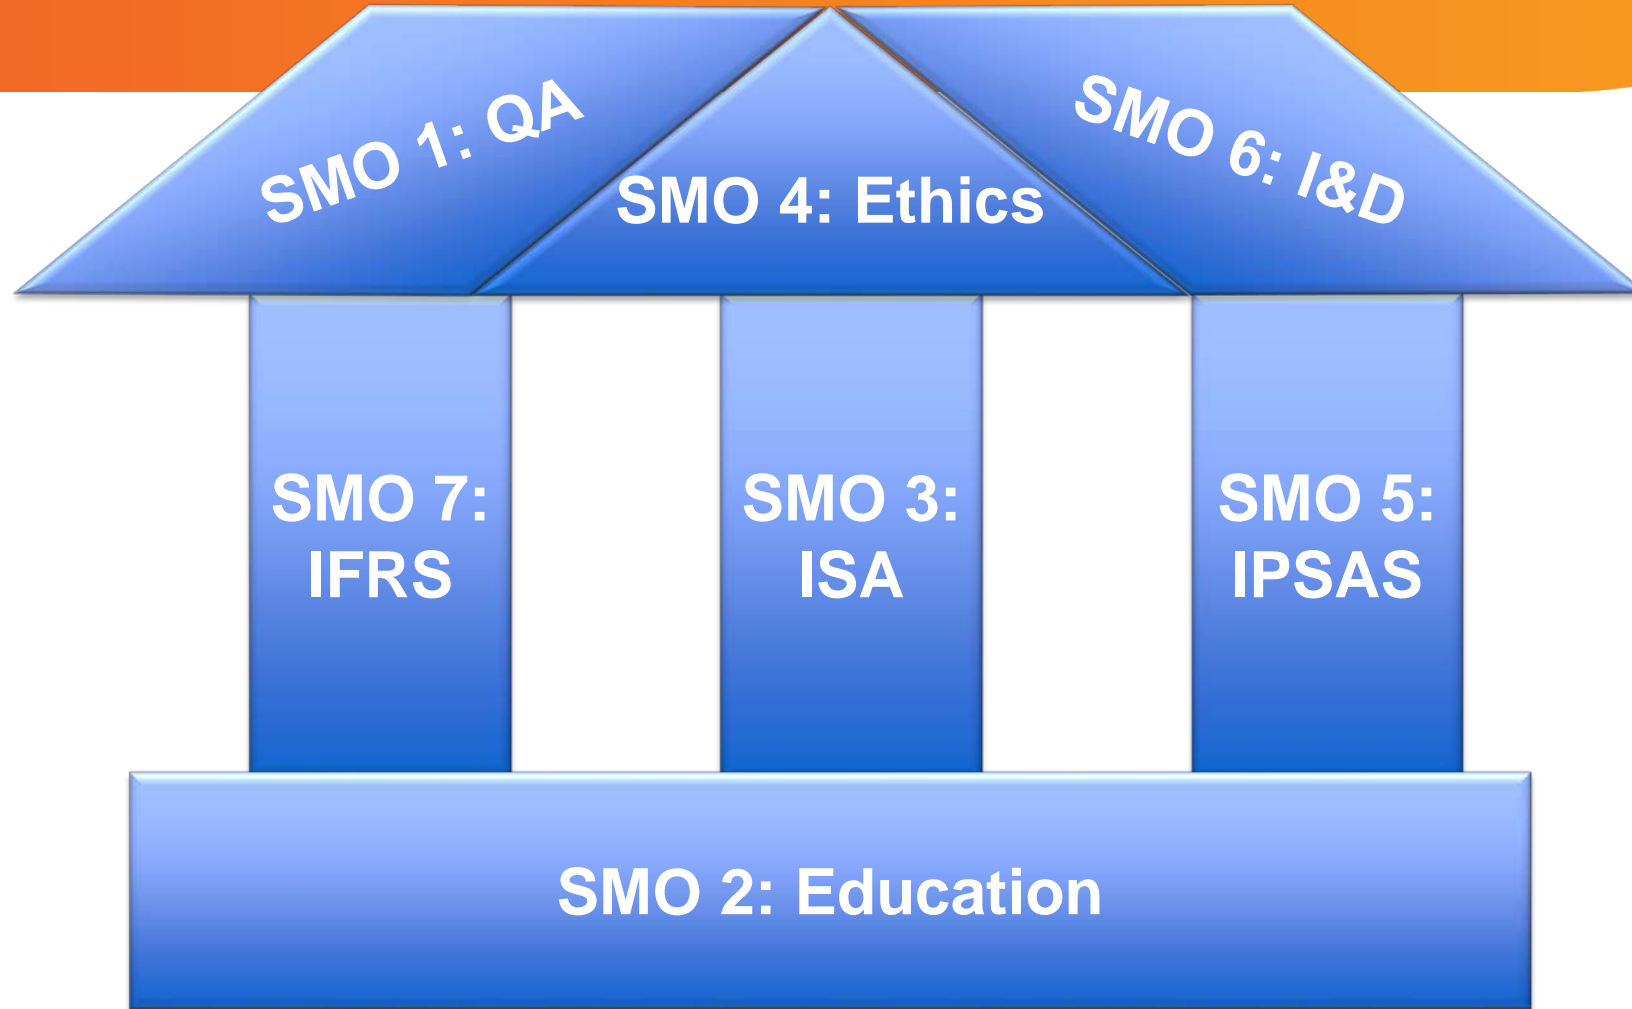 SMO 1: QA
SMO 4: Ethics
SMO 6: I&D
SMO 7:
IFRS
SMO 3:
ISA
SMO 5:
IPSAS
SMO 2: Education